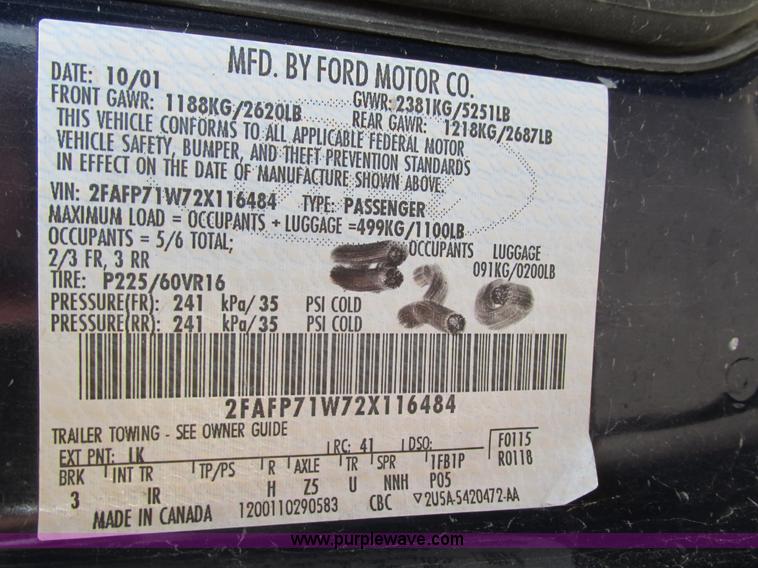 MFD. BY FORD MOTOR CO.
DATE: 10/01 GVWR: 2381KG/5251LB
FRONT GAWR: 1188KG/2620LB REAR GAWR: 1218KG/2687LB
THIS VEHICLE CONFORMS TO ALL APPLICABLE FEDERAL MOTOR
VEHICLE SAFETY, BUMPER, AND THEFT PREVENTION STANDARDS
IN EFFECT ON THE DATE OF MANUFACTURE SHOWN ABOVE.
VIN: 2FAFP71W72X116484 TYPE: PASSENGER
MAXIMUM LOAD = OCCUPANTS + LUGGAGE =499KG/1100LB
OCCUPANTS = 5/6 TOTAL; OCCUPANTS LUGGAGE
2/3 FR, 3 RR 091KG/0200LB
TIRE: P225/60VR16
PRESSURE(FR): 241 kPa/35 PSI COLD
PRESSURE(RR): 241 kPa/35 PSI COLD
2FAFP71W72X116484
TRAILER TOWING - SEE OWNER GUIDE
EXT PNT: LK RC: 41 DSO: F0115
BRK INT TR TP/PS R AXLE TR SPR 1FB1P R0118
3 IR H Z5 U NNH P05
MADE IN CANADA 1200110290583 CBC 2U5A-5420472-AA
www.purplewave.com